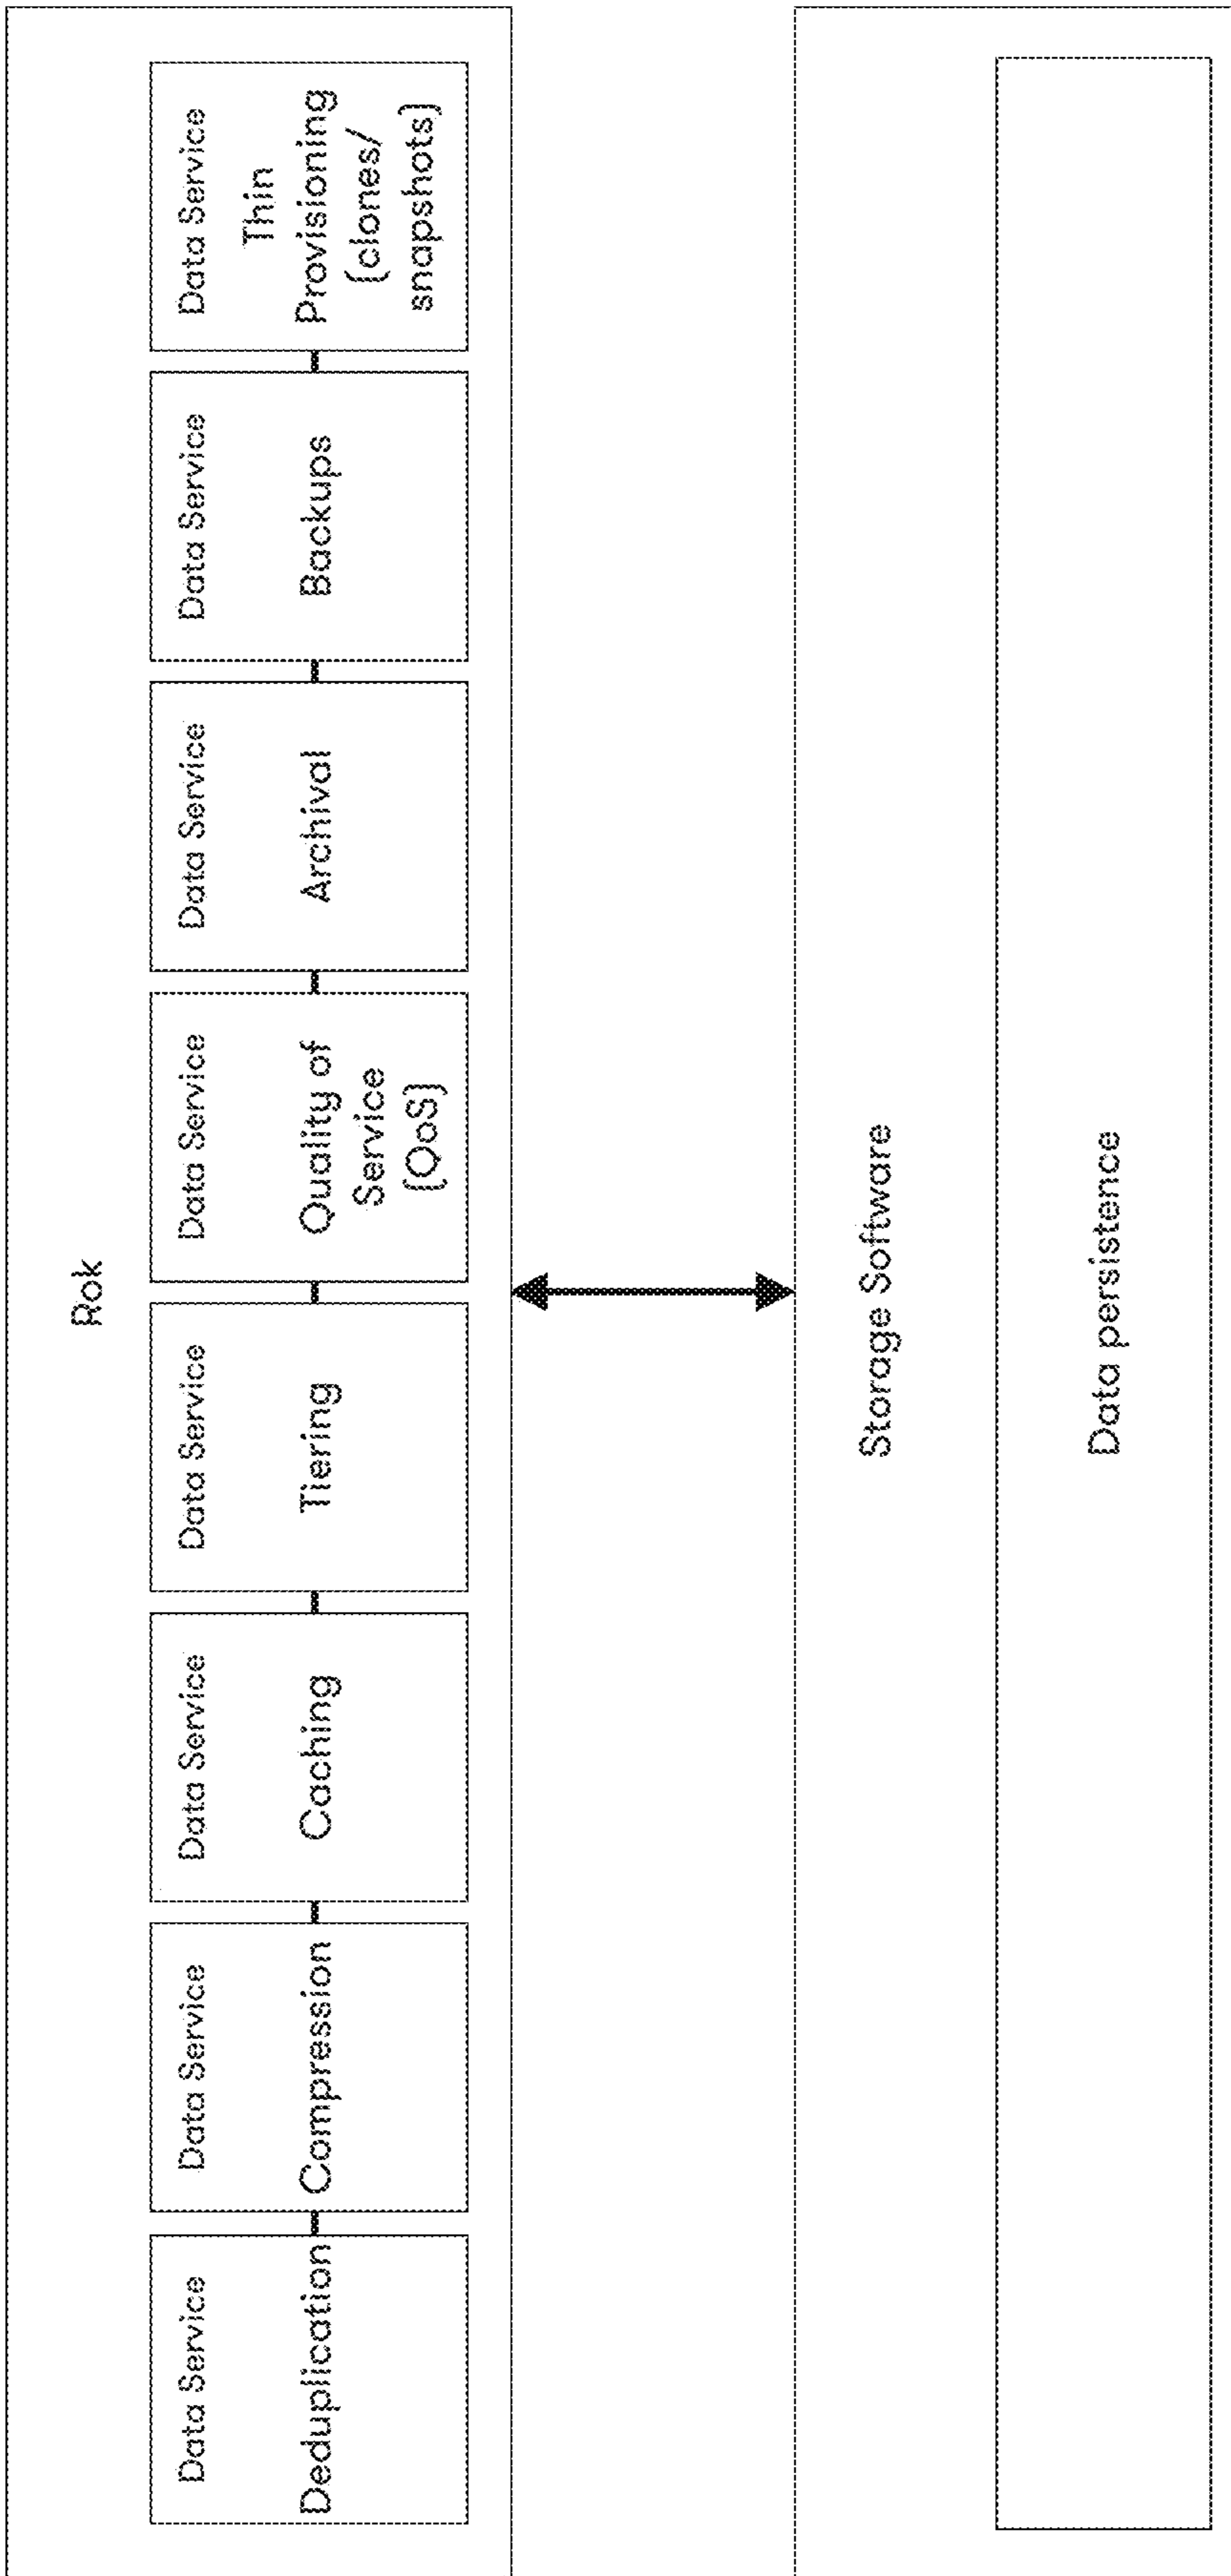 Rok
Data Service
Deduplication
Data Service
Compression
Data Service
Caching
Data Service
Tiering
Data Service
Quality of
Service
(QoS)
Data Service
Archival
Data Service
Backups
Data Service
Thin
Provisioning
(clones/
snapshots)
Storage Software
Data persistence